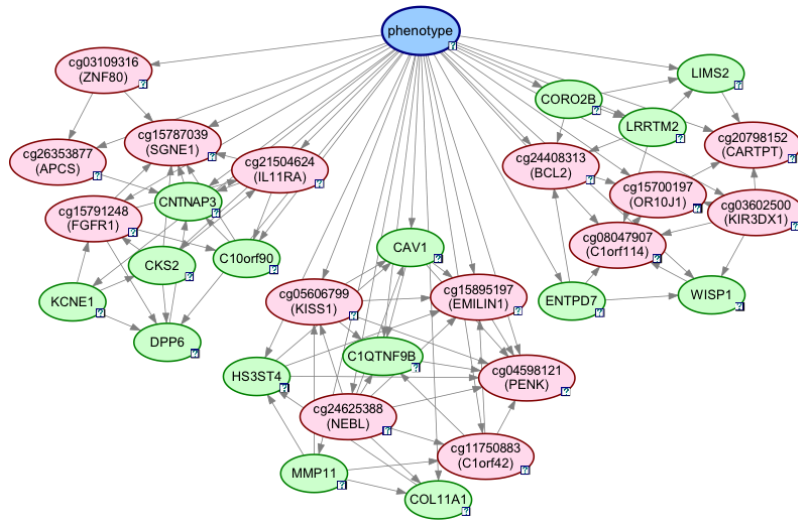 phenotype
cg03109316
(ZNF80)
LIMS2
CORO2B
LRRTM2
cg15787039
(SGNE1)
cg20798152
(CARTPT)
cg26353877
(APCS)
cg21504624
(IL11RA)
cg24408313
(BCL2)
cg15700197
(OR10J1)
CNTNAP3
cg15791248
(FGFR1)
cg03602500
(KIR3DX1)
cg08047907
(C1orf114)
CAV1
C10orf90
CKS2
cg05606799
(KISS1)
cg15895197
(EMILIN1)
KCNE1
ENTPD7
WISP1
DPP6
C1QTNF9B
HS3ST4
cg04598121
(PENK)
cg24625388
(NEBL)
cg11750883
(C1orf42)
MMP11
COL11A1